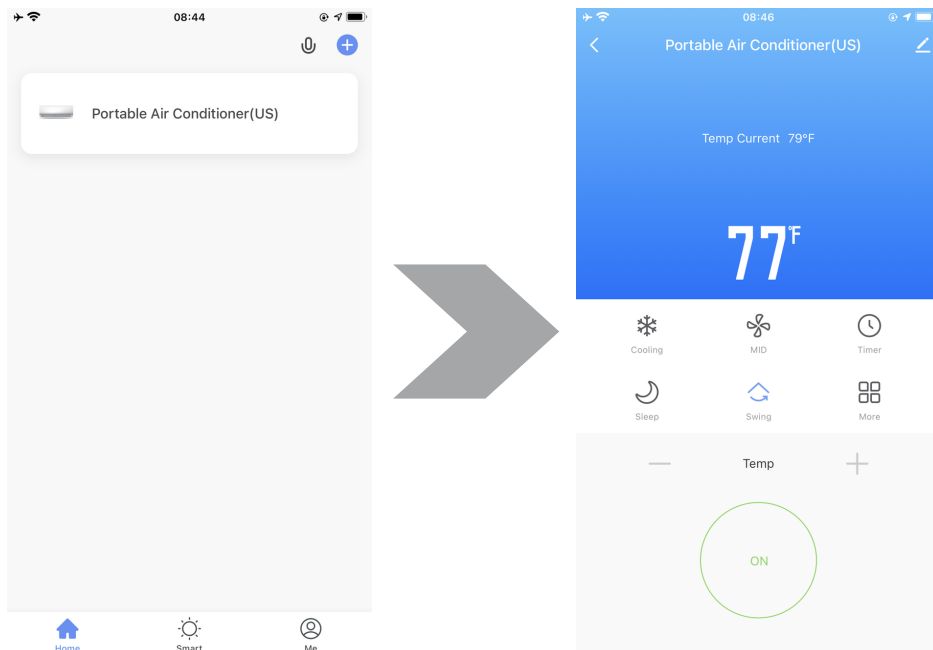 08:44
Portable Air Conditioner(US)
Home
Smart
Me
08:46
Portable Air Conditioner(US)
Temp Current 79°F
77°F
Cooling
MID
Timer
Sleep
Swing
More
Temp
ON